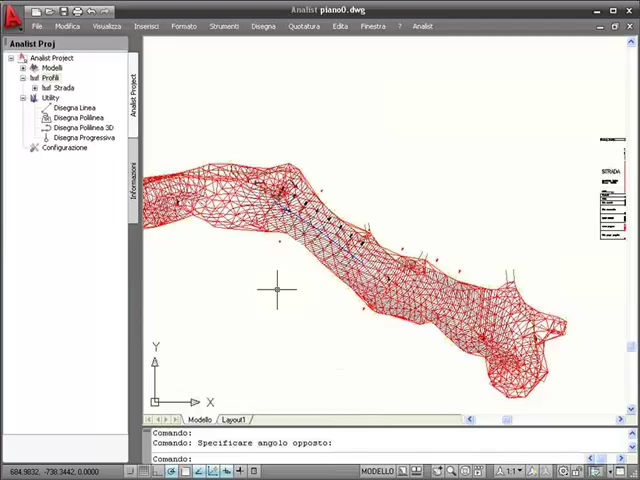 Analist piano0.dwg
File Modifica Visualizza Inserisci Formato Strumenti Disegna Quotatura Edita Finestra ? Analist
Analist Proj
Analist Project
Modelli
Profili
Strada
Utility
Disegna Linea
Disegna Polilinea
Disegna Polilinea 3D
Disegna Progressiva
Configurazione
Analist Project
Informazioni
STRADA
Y
X
Modello Layout1
Comando:
Comando: Specificare angolo opposto:
Comando:
684.9832, -738.3442, 0.0000
MODELLO
1:1